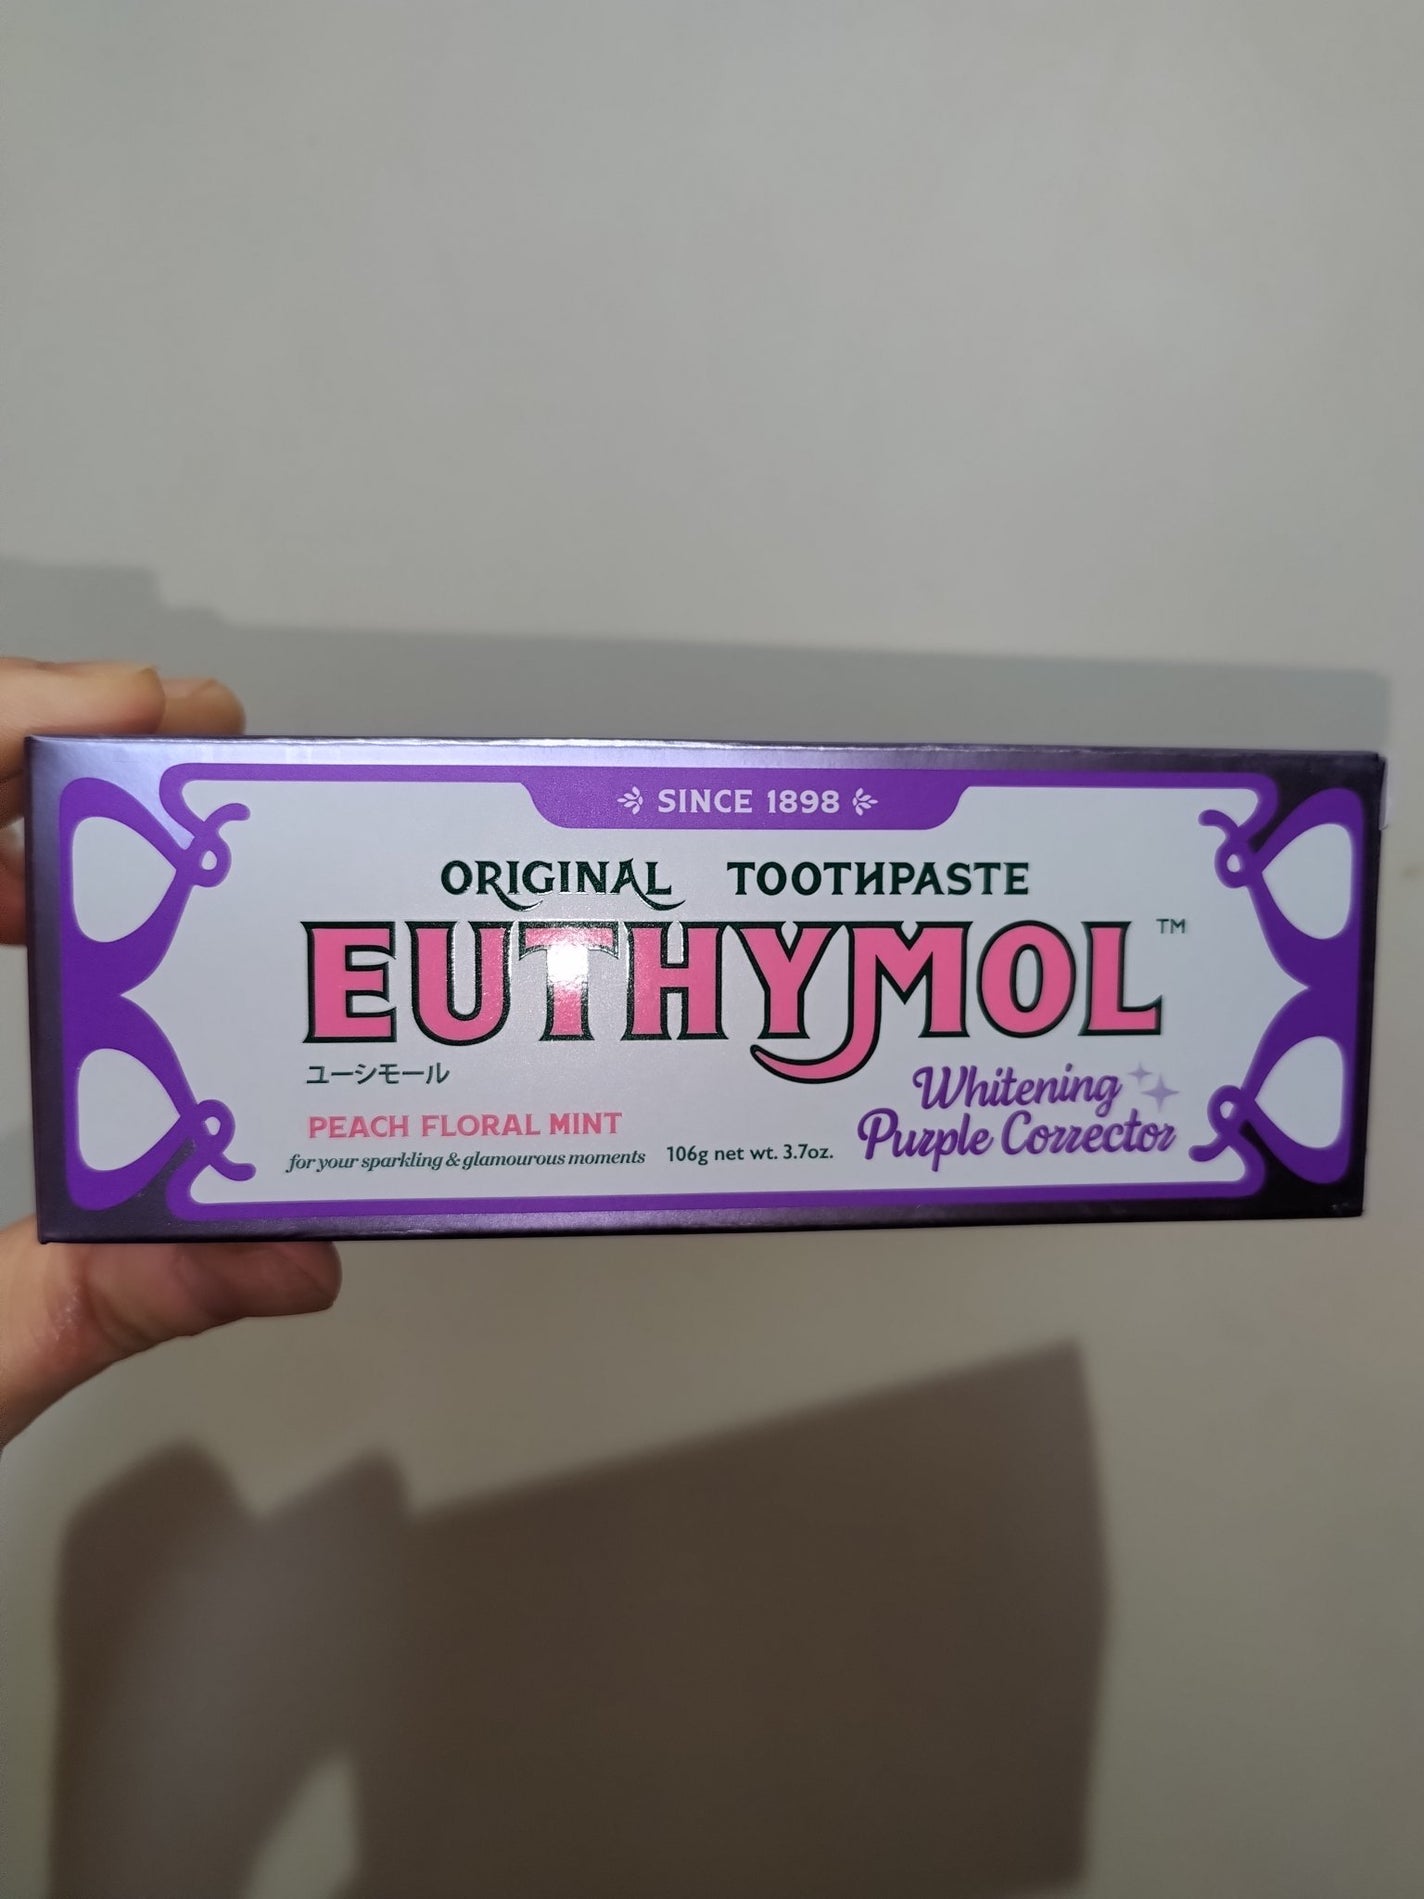 SINCE 1898
ORIGINAL TOOTHPASTE
EUTHYMOL™
ユーシモール
Whitening
Purple Corrector
PEACH FLORAL MINT
for your sparkling & glamourous moments
106g net wt. 3.7oz.